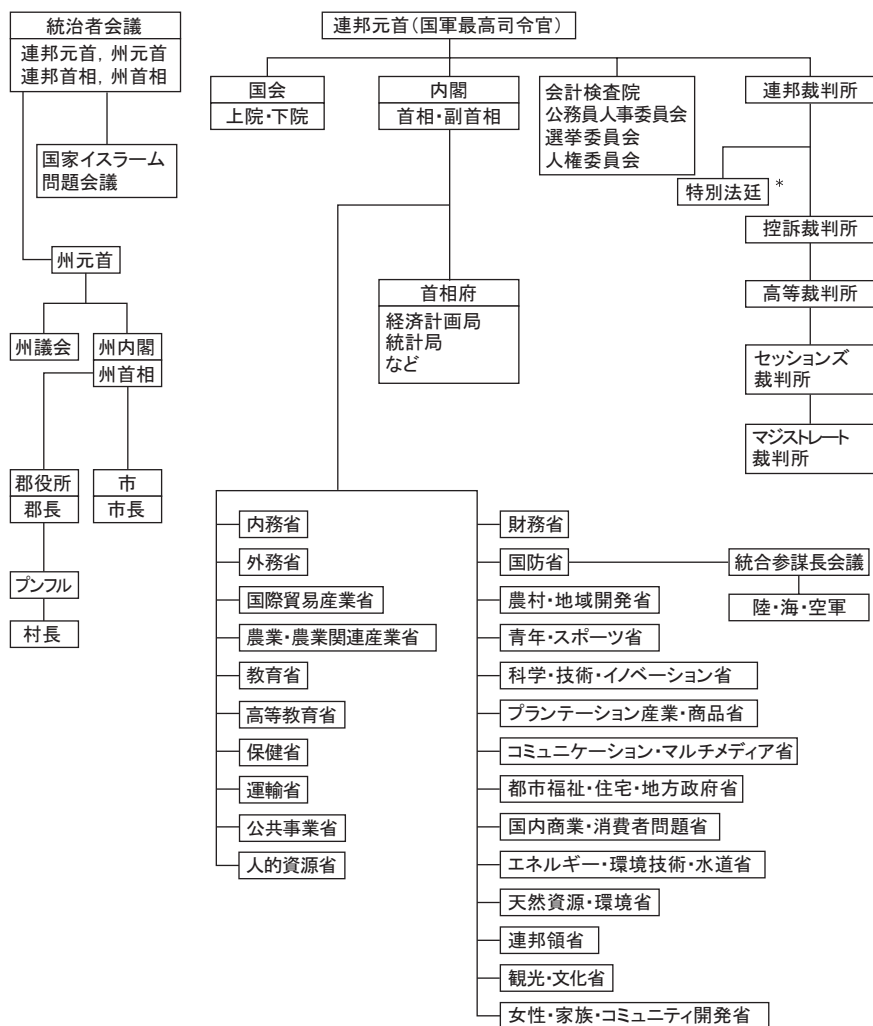 統治者会議
連邦元首, 州元首
連邦首相, 州首相
国家イスラーム
問題会議
州元首
州議会
州内閣
州首相
郡役所
郡長
市
市長
プンフル
村長
連邦元首(国軍最高司令官)
国会
上院・下院
内閣
首相・副首相
会計検査院
公務員人事委員会
選挙委員会
人権委員会
連邦裁判所
特別法廷 *
控訴裁判所
高等裁判所
セッションズ
裁判所
マジストレート
裁判所
首相府
経済計画局
統計局
など
内務省
外務省
国際貿易産業省
農業・農業関連産業省
教育省
高等教育省
保健省
運輸省
公共事業省
人的資源省
財務省
国防省
統合参謀長会議
陸・海・空軍
農村・地域開発省
青年・スポーツ省
科学・技術・イノベーション省
プランテーション産業・商品省
コミュニケーション・マルチメディア省
都市福祉・住宅・地方政府省
国内商業・消費者問題省
エネルギー・環境技術・水道省
天然資源・環境省
連邦領省
観光・文化省
女性・家族・コミュニティ開発省